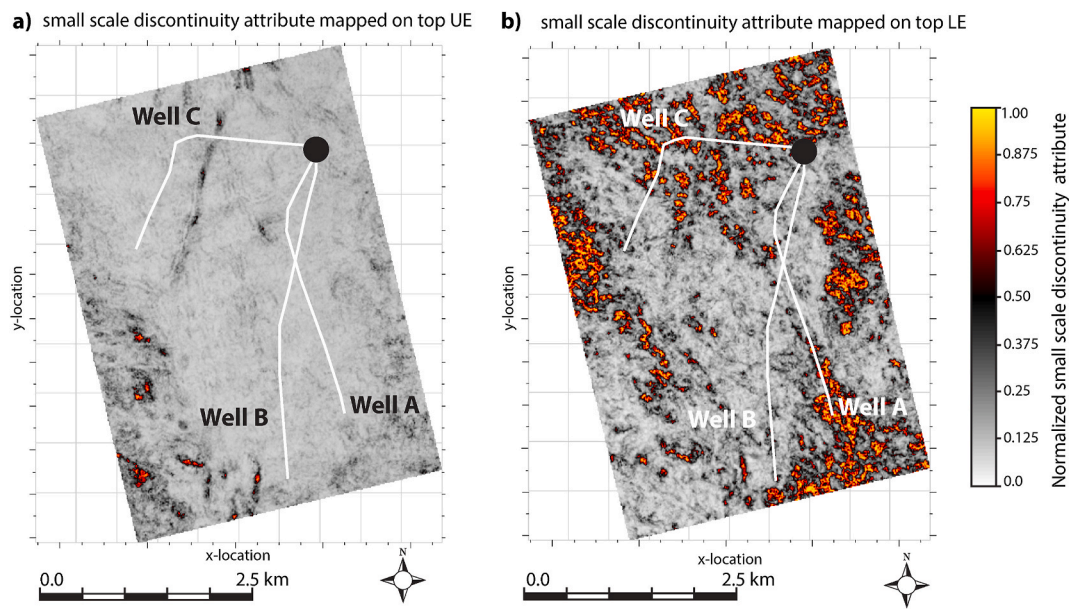 a) small scale discontinuity attribute mapped on top UE
b) small scale discontinuity attribute mapped on top LE
Well C
Well B
Well A
y-location
x-location
0.0 2.5 km
N
Well C
Well B
Well A
y-location
x-location
0.0 2.5 km
N
1.00
0.875
0.75
0.625
0.50
0.375
0.25
0.125
0.0
Normalized small scale discontinuity attribute